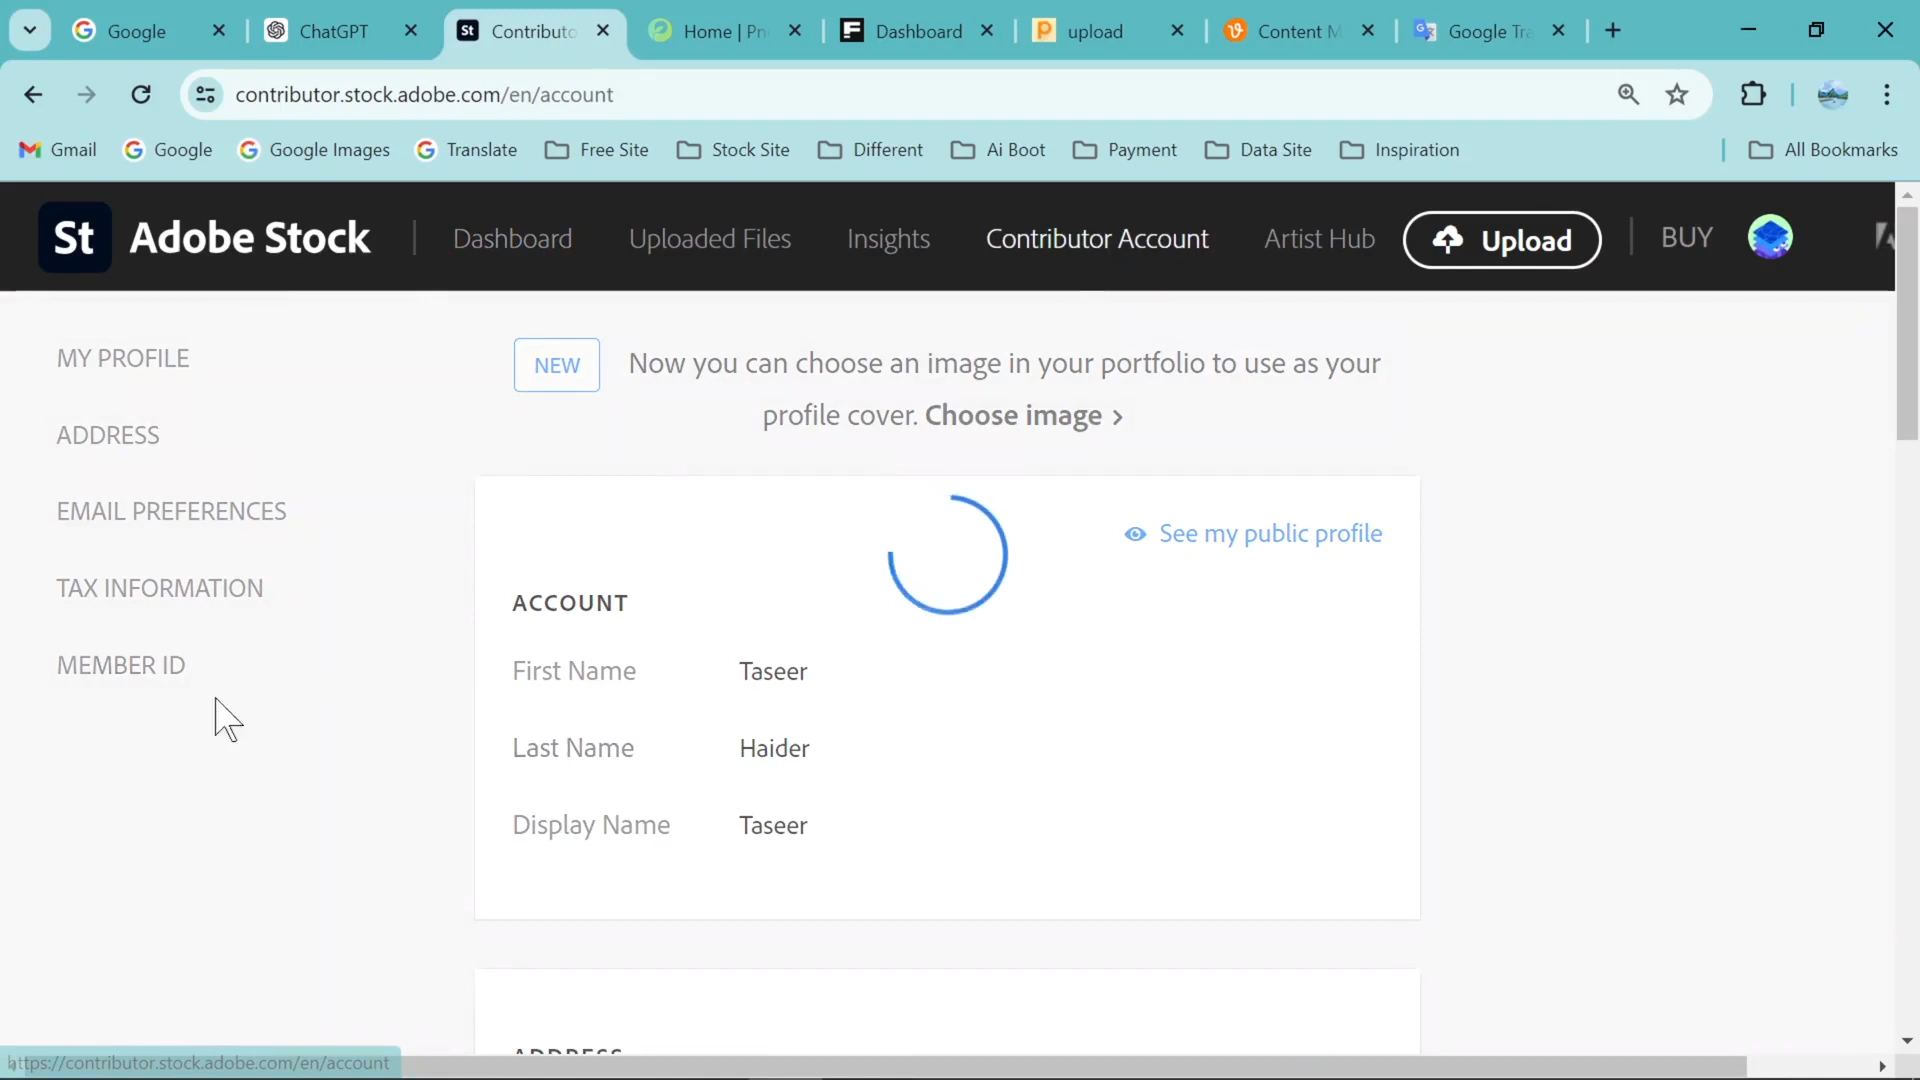 Google
ChatGPT
St
Contributo
Home | Pn
Dashboard
upload
Content M
Google Tra
contributor.stock.adobe.com/en/account
Gmail
Google
Google Images
Translate
Free Site
Stock Site
Different
Ai Boot
Payment
Data Site
Inspiration
All Bookmarks
St
Adobe Stock
Dashboard
Uploaded Files
Insights
Contributor Account
Artist Hub
Upload
BUY
MY PROFILE
ADDRESS
EMAIL PREFERENCES
TAX INFORMATION
MEMBER ID
NEW
Now you can choose an image in your portfolio to use as your
profile cover. Choose image >
See my public profile
ACCOUNT
First Name Taseer
Last Name Haider
Display Name Taseer
ADDRESS
https://contributor.stock.adobe.com/en/account